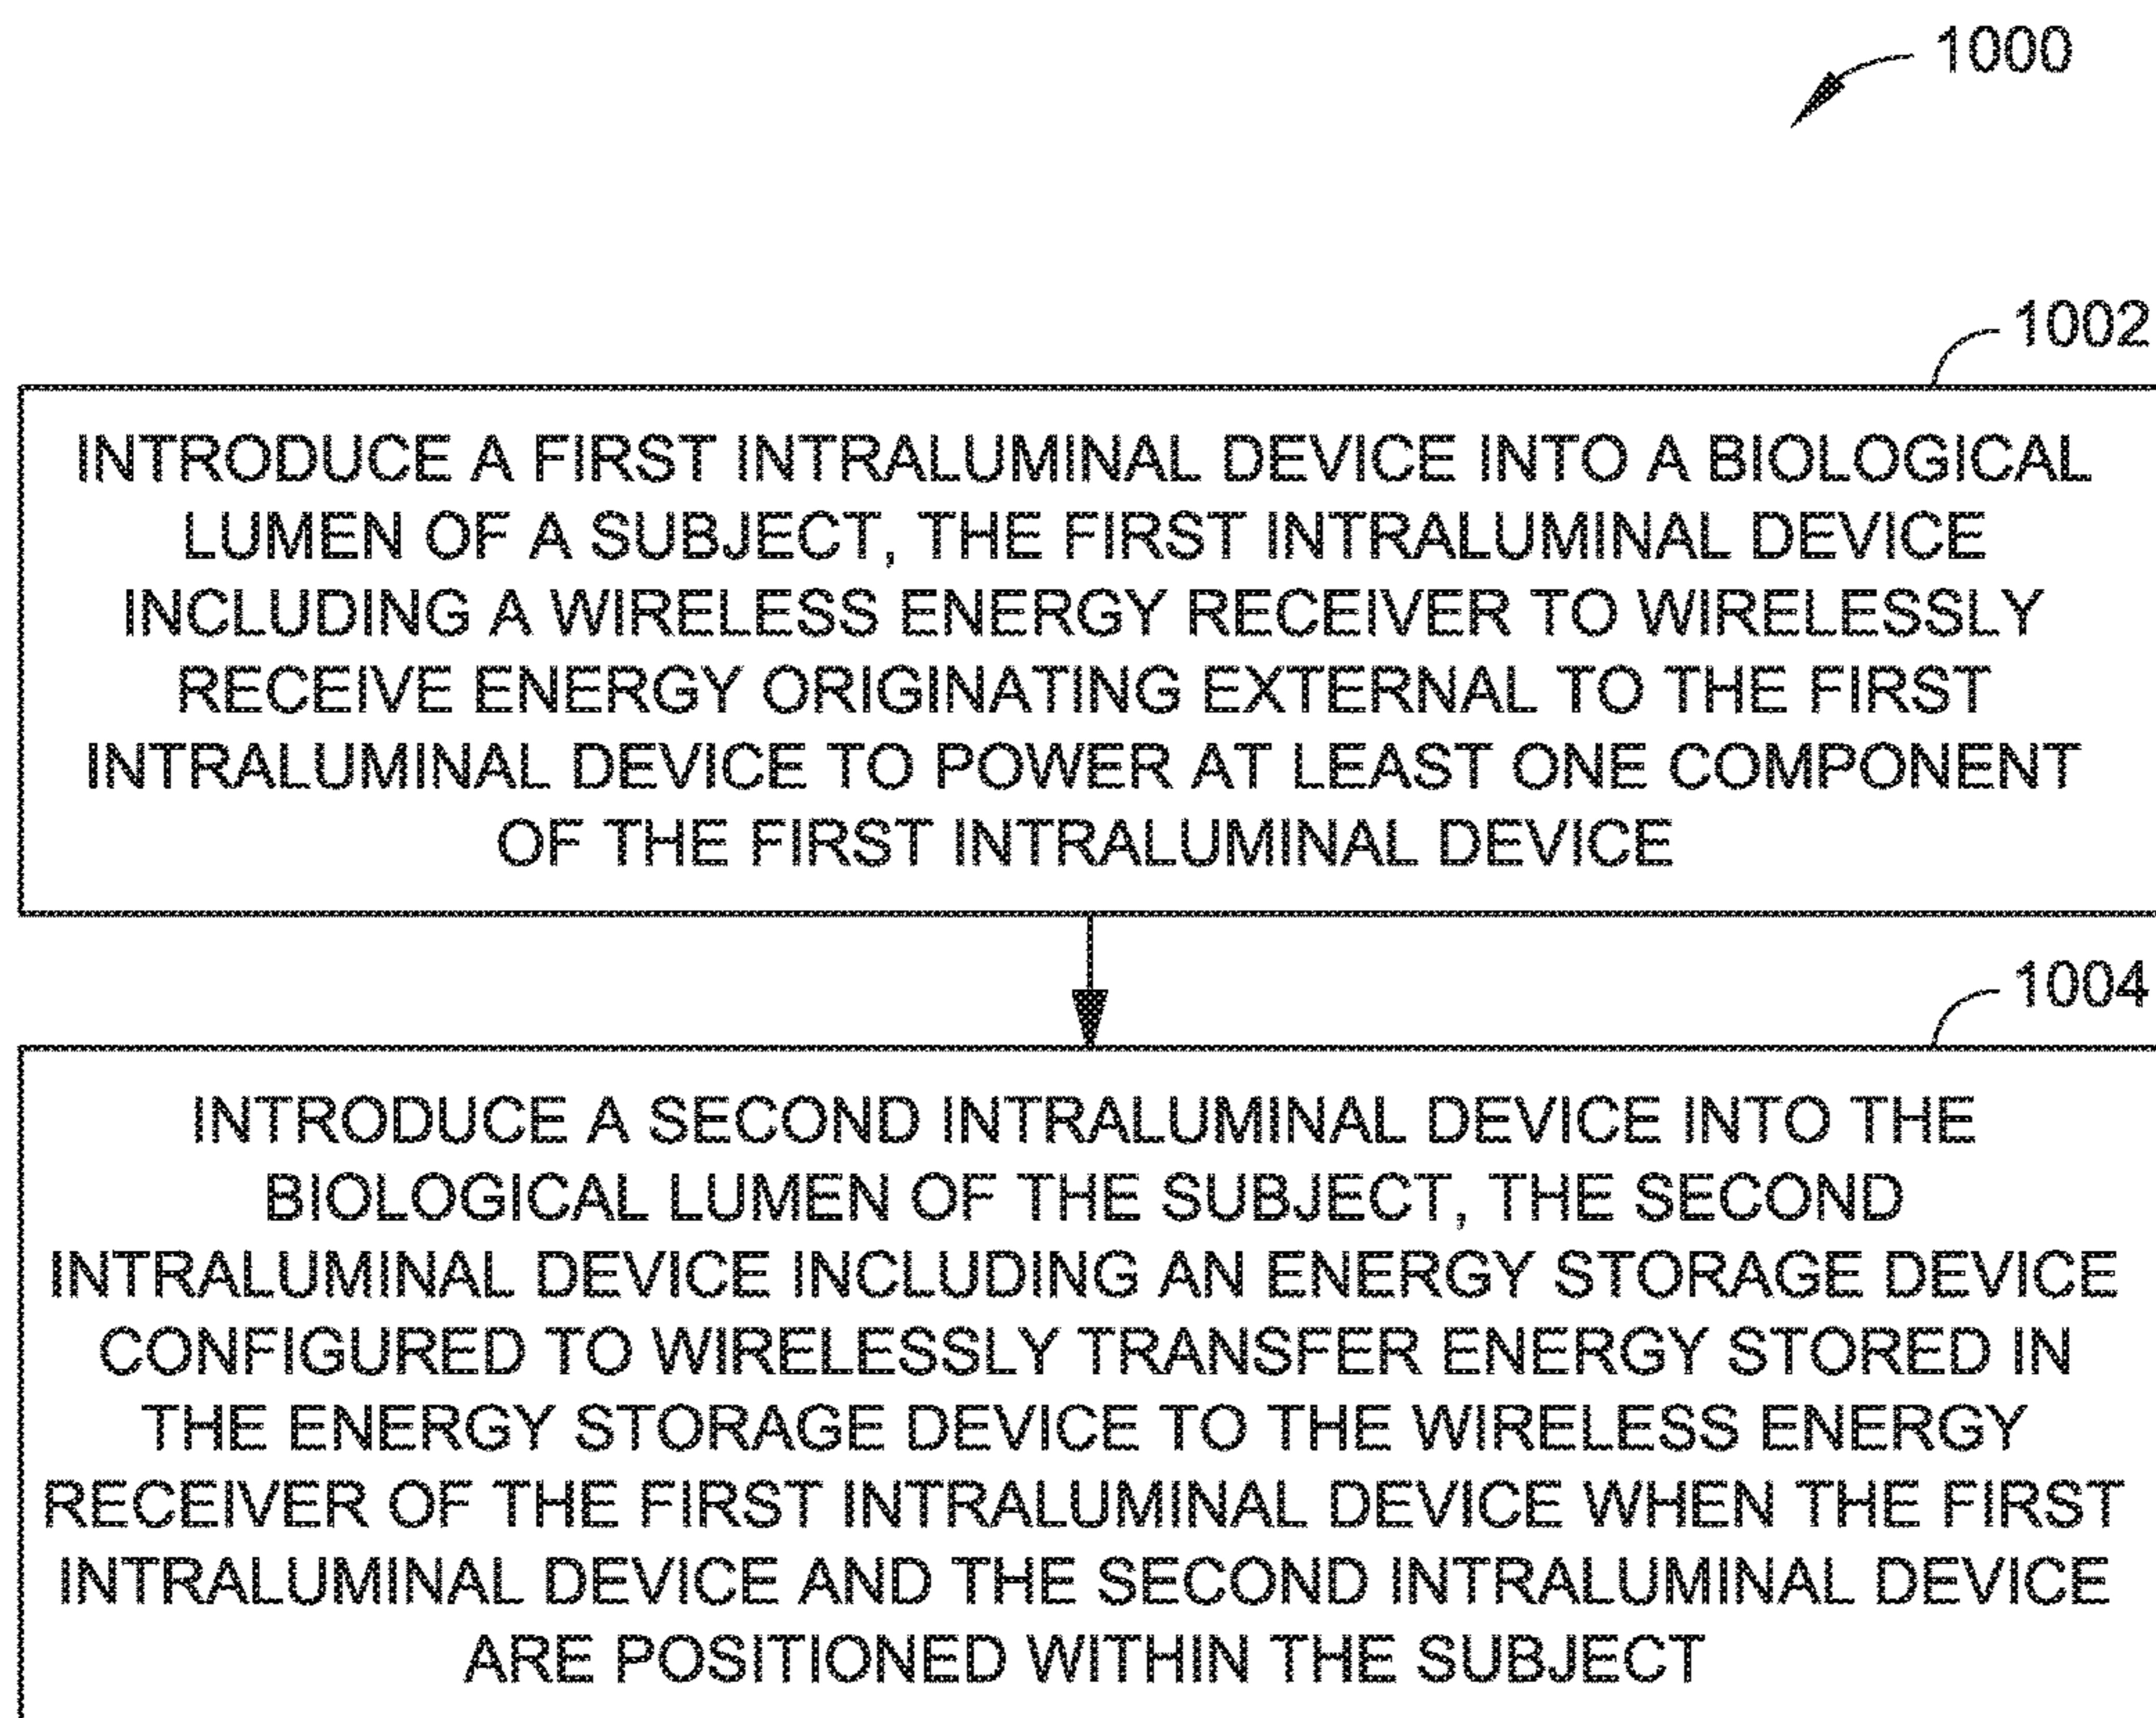 1000
1002
INTRODUCE A FIRST INTRALUMINAL DEVICE INTO A BIOLOGICAL
LUMEN OF A SUBJECT, THE FIRST INTRALUMINAL DEVICE
INCLUDING A WIRELESS ENERGY RECEIVER TO WIRELESSLY
RECEIVE ENERGY ORIGINATING EXTERNAL TO THE FIRST
INTRALUMINAL DEVICE TO POWER AT LEAST ONE COMPONENT
OF THE FIRST INTRALUMINAL DEVICE
1004
INTRODUCE A SECOND INTRALUMINAL DEVICE INTO THE
BIOLOGICAL LUMEN OF THE SUBJECT, THE SECOND
INTRALUMINAL DEVICE INCLUDING AN ENERGY STORAGE DEVICE
CONFIGURED TO WIRELESSLY TRANSFER ENERGY STORED IN
THE ENERGY STORAGE DEVICE TO THE WIRELESS ENERGY
RECEIVER OF THE FIRST INTRALUMINAL DEVICE WHEN THE FIRST
INTRALUMINAL DEVICE AND THE SECOND INTRALUMINAL DEVICE
ARE POSITIONED WITHIN THE SUBJECT